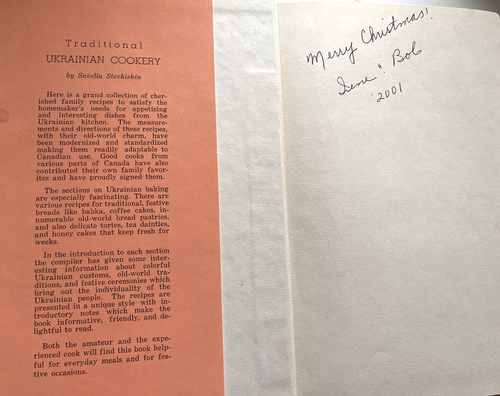 Traditional
UKRAINIAN COOKERY
by Savella Stechishin
Here is a grand collection of cher-
ished family recipes to satisfy the
homemaker's needs for appetizing
and interesting dishes from the
Ukrainian kitchen. The measure-
ments and directions of these recipes,
with their old-world charm, have
been modernized and standardized
making them readily adaptable to
Canadian use. Good cooks from
various parts of Canada have also
contributed their own family favor-
ites and have proudly signed them.
The sections on Ukrainian baking
are especially fascinating. There are
various recipes for traditional, festive
breads like babka, coffee cakes, in-
numerable old-world bread pastries,
and also delicate tortes, tea dainties,
and honey cakes that keep fresh for
weeks.
In the introduction to each section
the compiler has given some inter-
esting information about colorful
Ukrainian customs, old-world tra-
ditions, and festive ceremonies which
bring out the individuality of the
Ukrainian people. The recipes are
presented in a unique style with in-
troductory notes which make the
book informative, friendly, and de-
lightful to read.
Both the amateur and the expe-
rienced cook will find this book help-
ful for everyday meals and for fes-
tive occasions.
Merry Christmas!
& Bob
2001